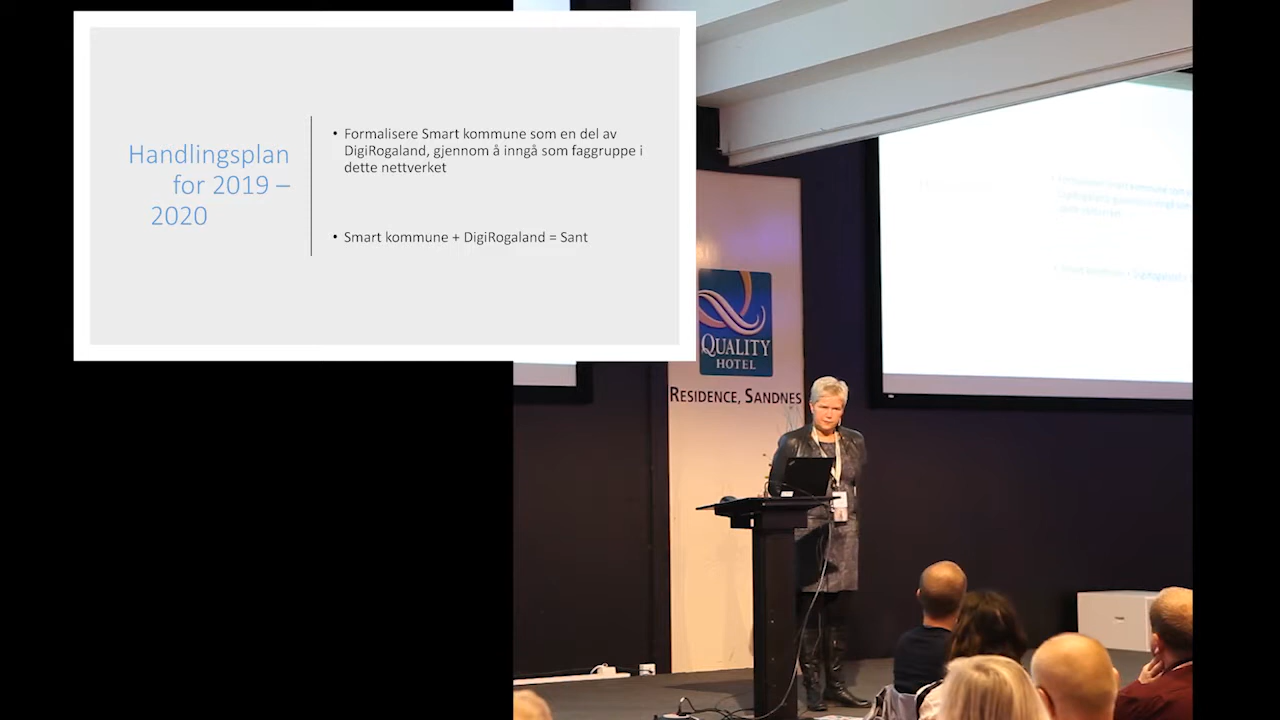 Handlingsplan
for 2019 –
2020
• Formalisere Smart kommune som en del av
DigiRogaland, gjennom å inngå som faggruppe i
dette nettverket
• Smart kommune + DigiRogaland = Sant
QUALITY
HOTEL
RESIDENCE, SANDNES